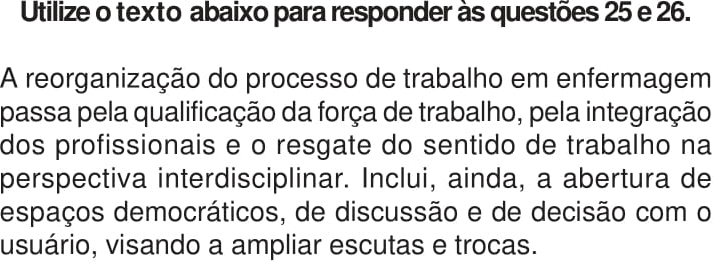 Utilize o texto abaixo para responder às questões 25 e 26.
A reorganização do processo de trabalho em enfermagem
passa pela qualificação da força de trabalho, pela integração
dos profissionais e o resgate do sentido de trabalho na
perspectiva interdisciplinar. Inclui, ainda, a abertura de
espaços democráticos, de discussão e de decisão com o
usuário, visando a ampliar escutas e trocas.